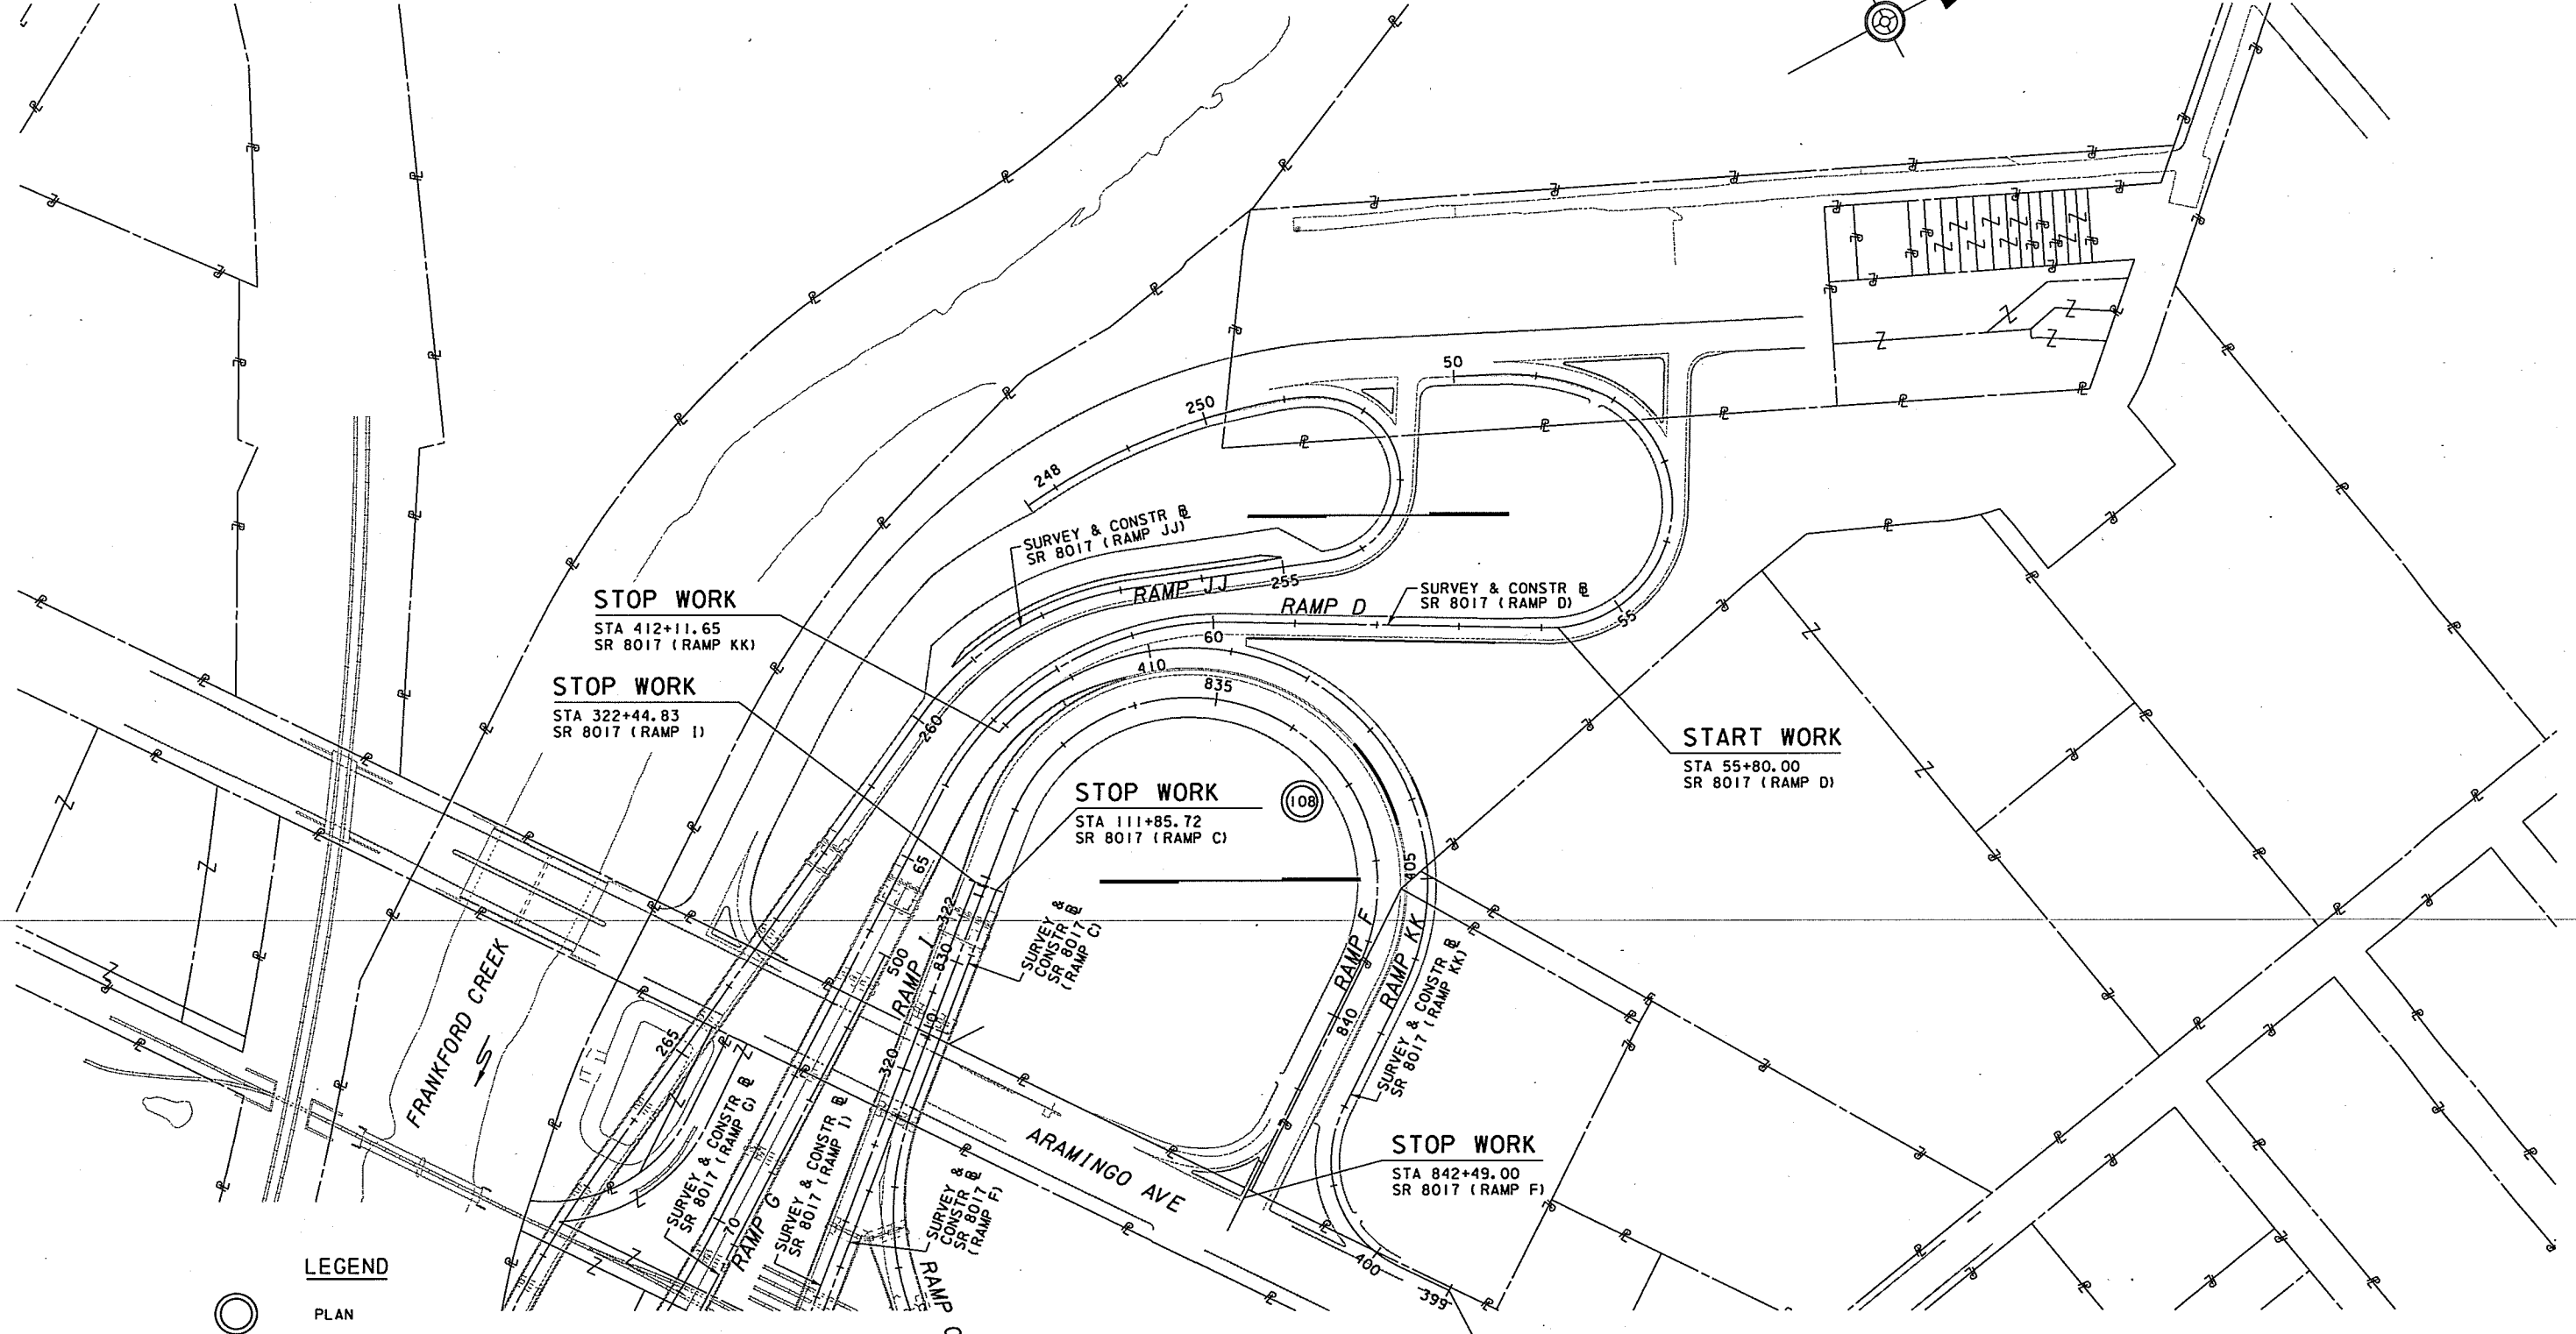 50
250
248
SURVEY & CONSTR ℄
SR 8017 (RAMP JJ)
RAMP JJ
255
RAMP D
SURVEY & CONSTR ℄
SR 8017 (RAMP D)
55
STOP WORK
STA 412+11.65
SR 8017 (RAMP KK)
60
410
835
STOP WORK
STA 322+44.83
SR 8017 (RAMP I)
260
START WORK
STA 55+80.00
SR 8017 (RAMP D)
STOP WORK
STA 111+85.72
SR 8017 (RAMP C)
108
65
405
322
SURVEY &
CONSTR ℄
SR 8017
(RAMP C)
500
RAMP I
830
RAMP F
RAMP KK
SURVEY & CONSTR ℄
SR 8017 (RAMP KK)
FRANKFORD CREEK
265
110
320
840
SURVEY & CONSTR ℄
SR 8017 (RAMP G)
SURVEY & CONSTR ℄
SR 8017 (RAMP I)
ARAMINGO AVE
STOP WORK
STA 842+49.00
SR 8017 (RAMP F)
SURVEY &
CONSTR ℄
SR 8017
(RAMP F)
70
RAMP G
RAMP
400
399
LEGEND
PLAN